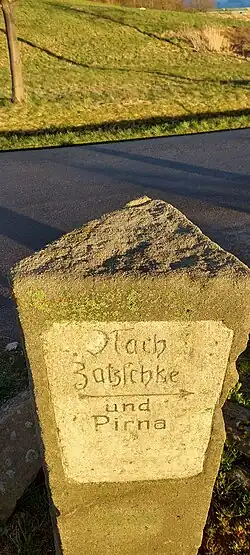 Nach
Zatzschke
und
Pirna